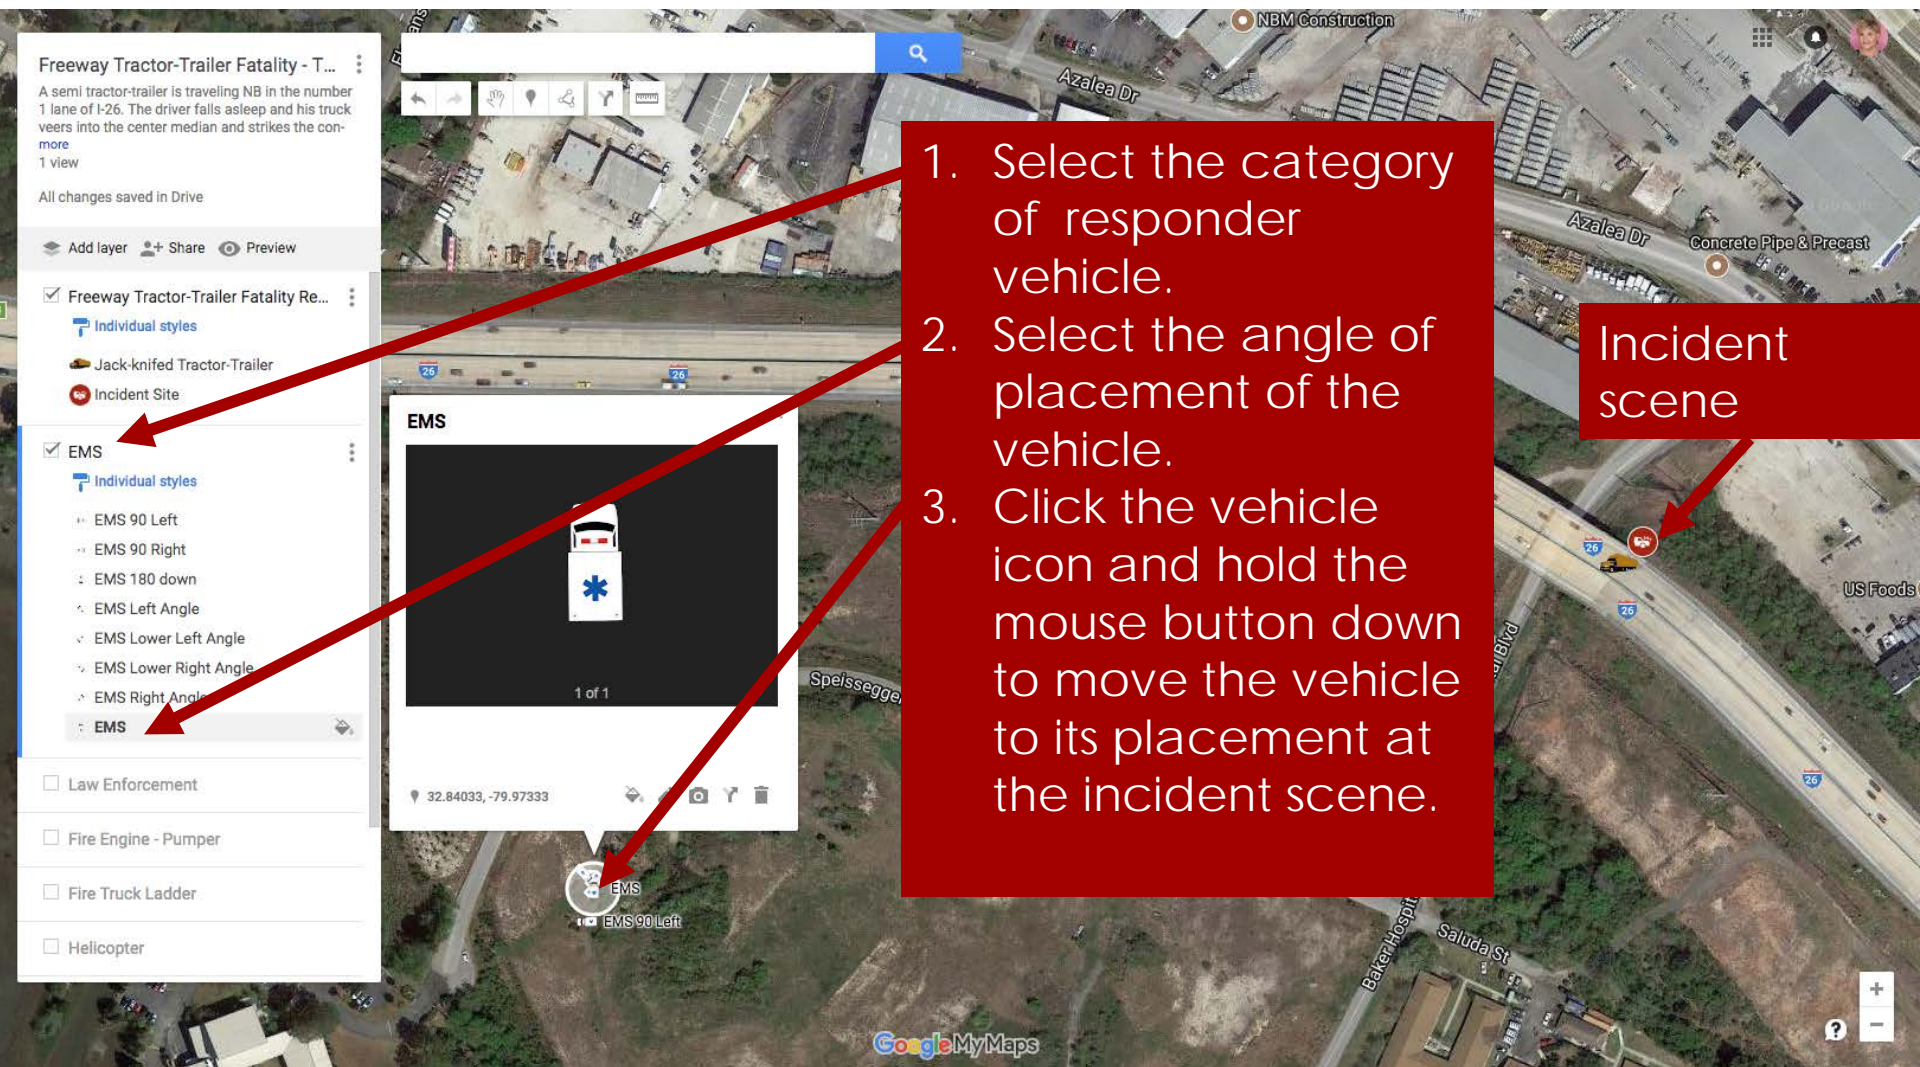 Freeway Tractor-Trailer Fatality - T...
A semi tractor-trailer is traveling NB in the number
1 lane of I-26. The driver falls asleep and his truck
veers into the center median and strikes the con-
more
1 view
All changes saved in Drive
Add layer Share Preview
Freeway Tractor-Trailer Fatality Re...
Individual styles
Jack-knifed Tractor-Trailer
Incident Site
EMS
Individual styles
EMS 90 Left
EMS 90 Right
EMS 180 down
EMS Left Angle
EMS Lower Left Angle
EMS Lower Right Angle
EMS Right Angle
EMS
Law Enforcement
Fire Engine - Pumper
Fire Truck Ladder
Helicopter
EMS
1 of 1
32.84033, -79.97333
EMS
EMS 90 Left
1. Select the category
of responder
vehicle.
2. Select the angle of
placement of the
vehicle.
3. Click the vehicle
icon and hold the
mouse button down
to move the vehicle
to its placement at
the incident scene.
Incident
scene
NBM Construction
Azalea Dr
Azalea Dr
Concrete Pipe & Precast
26
26
26
26
26
US Foods
Speissegger
Blvd
Baker Hospit
Saluda St
Google My Maps